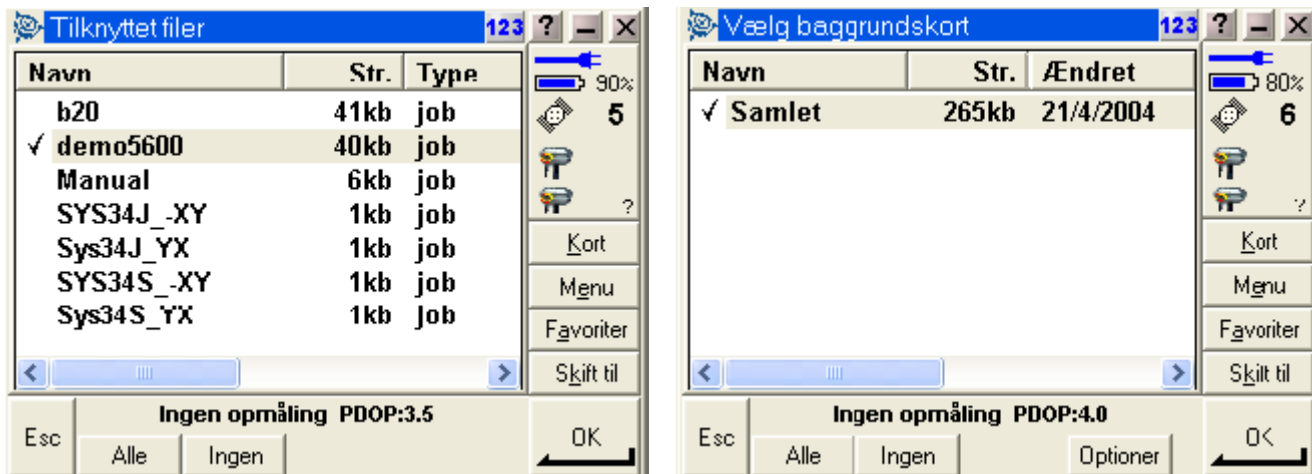 Tilknyttet filer 123 ?
Navn Str. Type
b20 41kb job
✓ demo5600 40kb job
Manual 6kb job
SYS34J_-XY 1kb job
Sys34J_YX 1kb job
SYS34S_-XY 1kb job
Sys34S_YX 1kb job
90%
5
?
Kort
Menu
Favoriter
Skift til
Ingen opmåling PDOP:3.5
Esc Alle Ingen OK
Vælg baggrundskort 123 ?
Navn Str. Ændret
✓ Samlet 265kb 21/4/2004
80%
6
?
Kort
Menu
Favoriter
Skift til
Ingen opmåling PDOP:4.0
Esc Alle Ingen Optioner OK